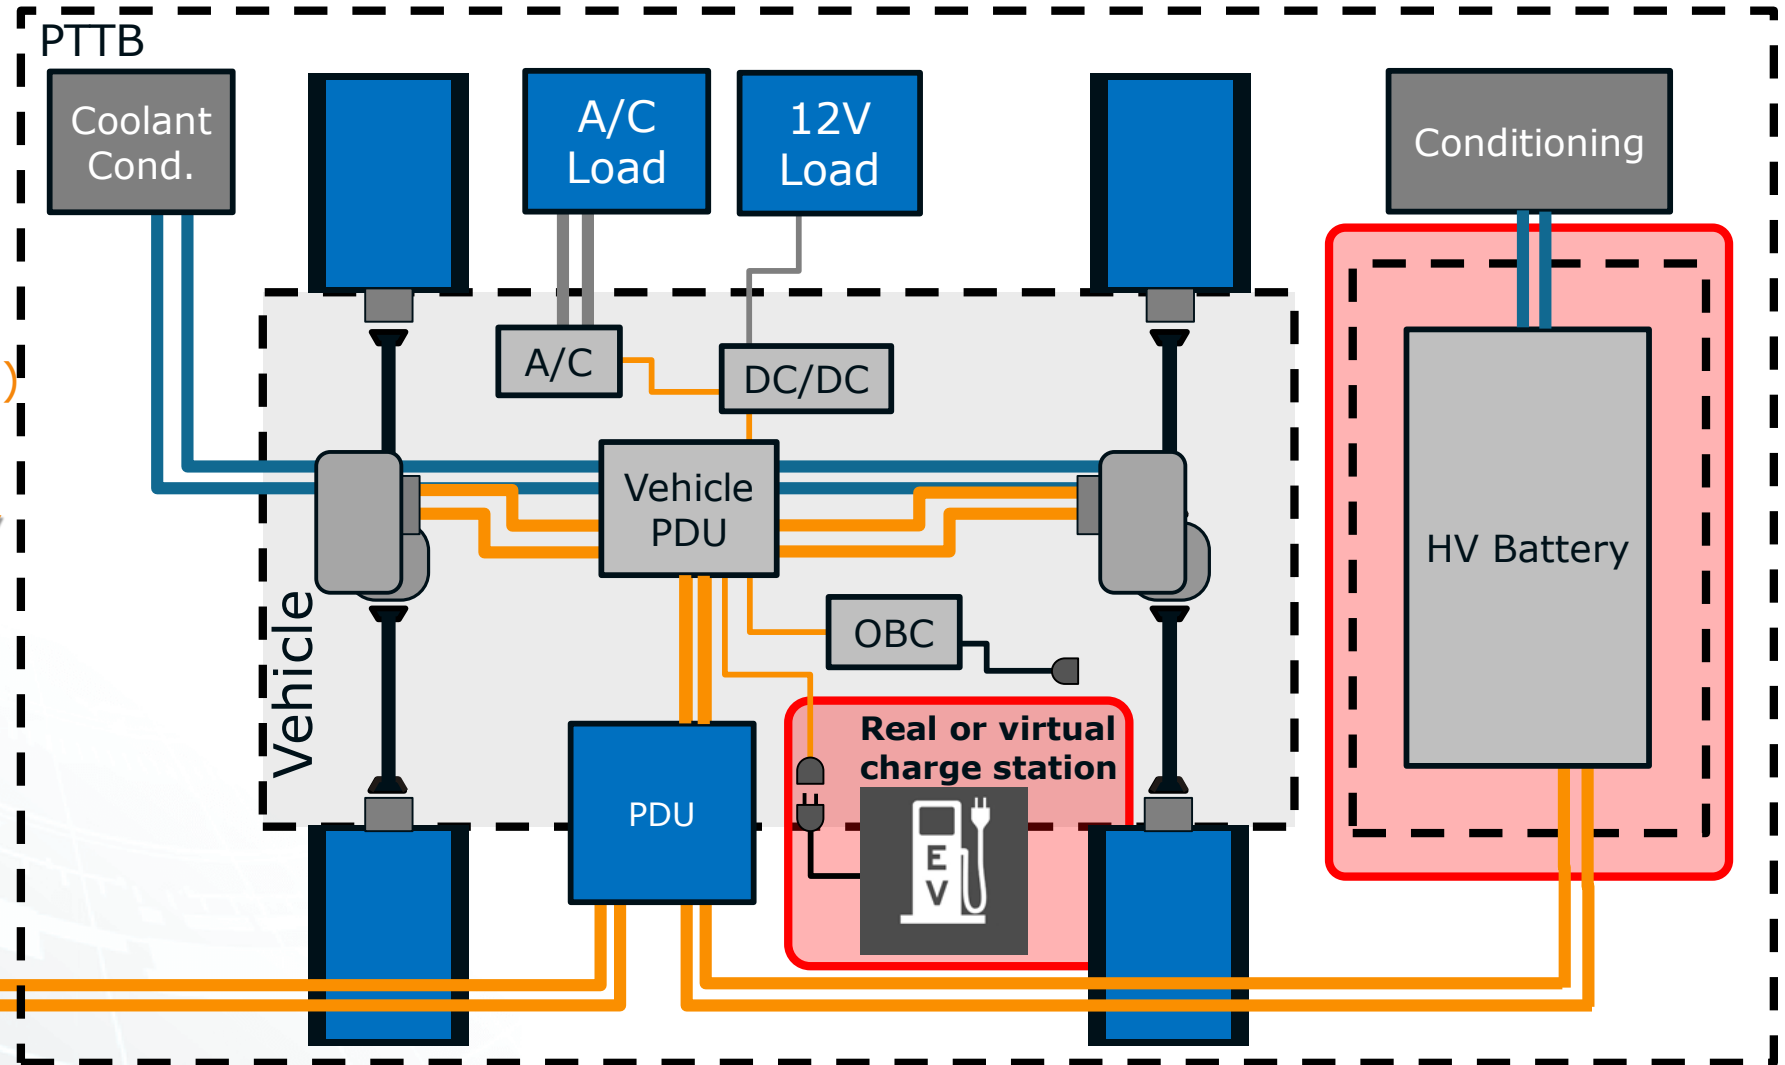 PTTB
Coolant
Cond.
A/C
Load
12V
Load
Conditioning
)
A/C
DC/DC
Vehicle
PDU
HV Battery
OBC
Vehicle
Real or virtual
charge station
PDU
E
V